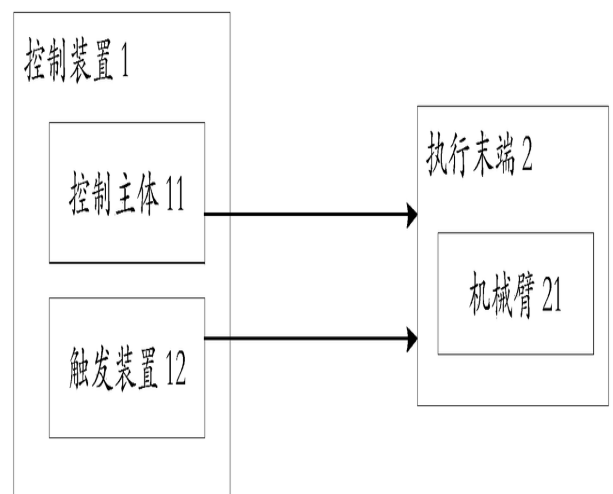 控制装置 1
控制主体 11
触发装置 12
执行末端 2
机械臂 21